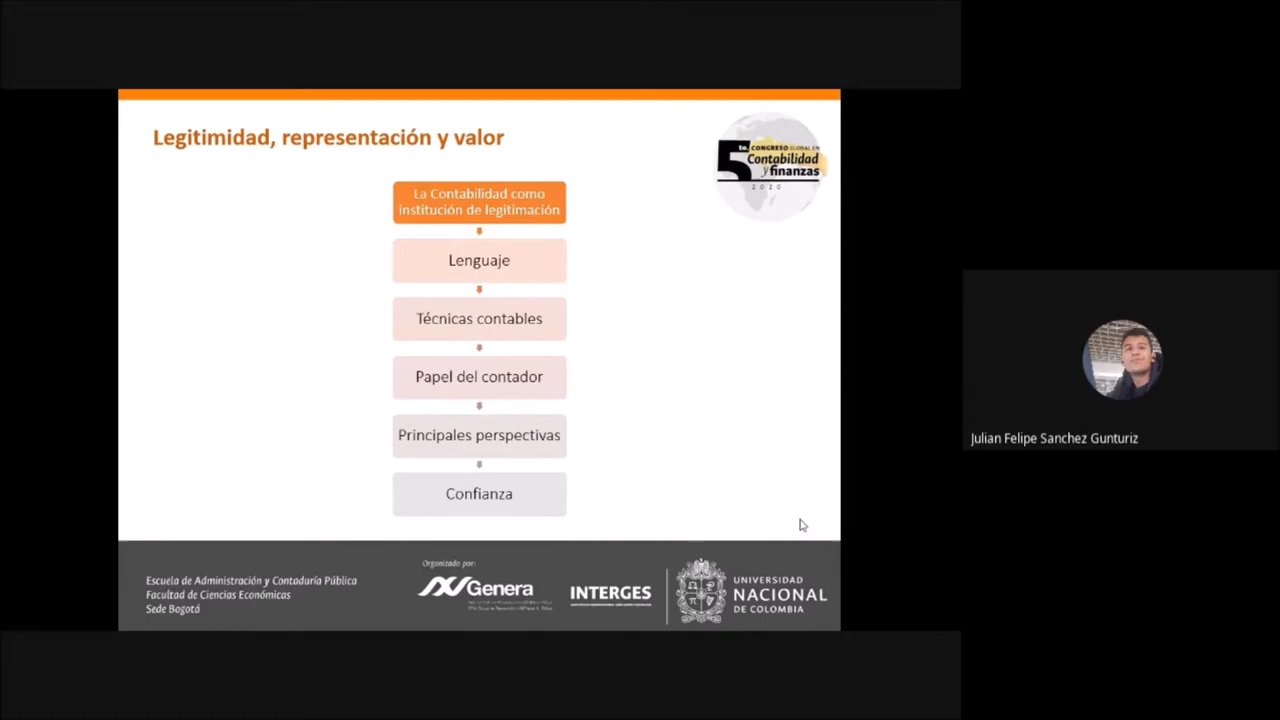 Legitimidad, representación y valor
5to. CONGRESO GLOBAL EN
Contabilidad
y finanzas
2020
La Contabilidad como
institución de legitimación
Lenguaje
Técnicas contables
Papel del contador
Principales perspectivas
Confianza
Julian Felipe Sanchez Gunturiz
Escuela de Administración y Contaduría Pública
Facultad de Ciencias Económicas
Sede Bogotá
Organizado por:
Genera
INTERGES
UNIVERSIDAD
NACIONAL
DE COLOMBIA